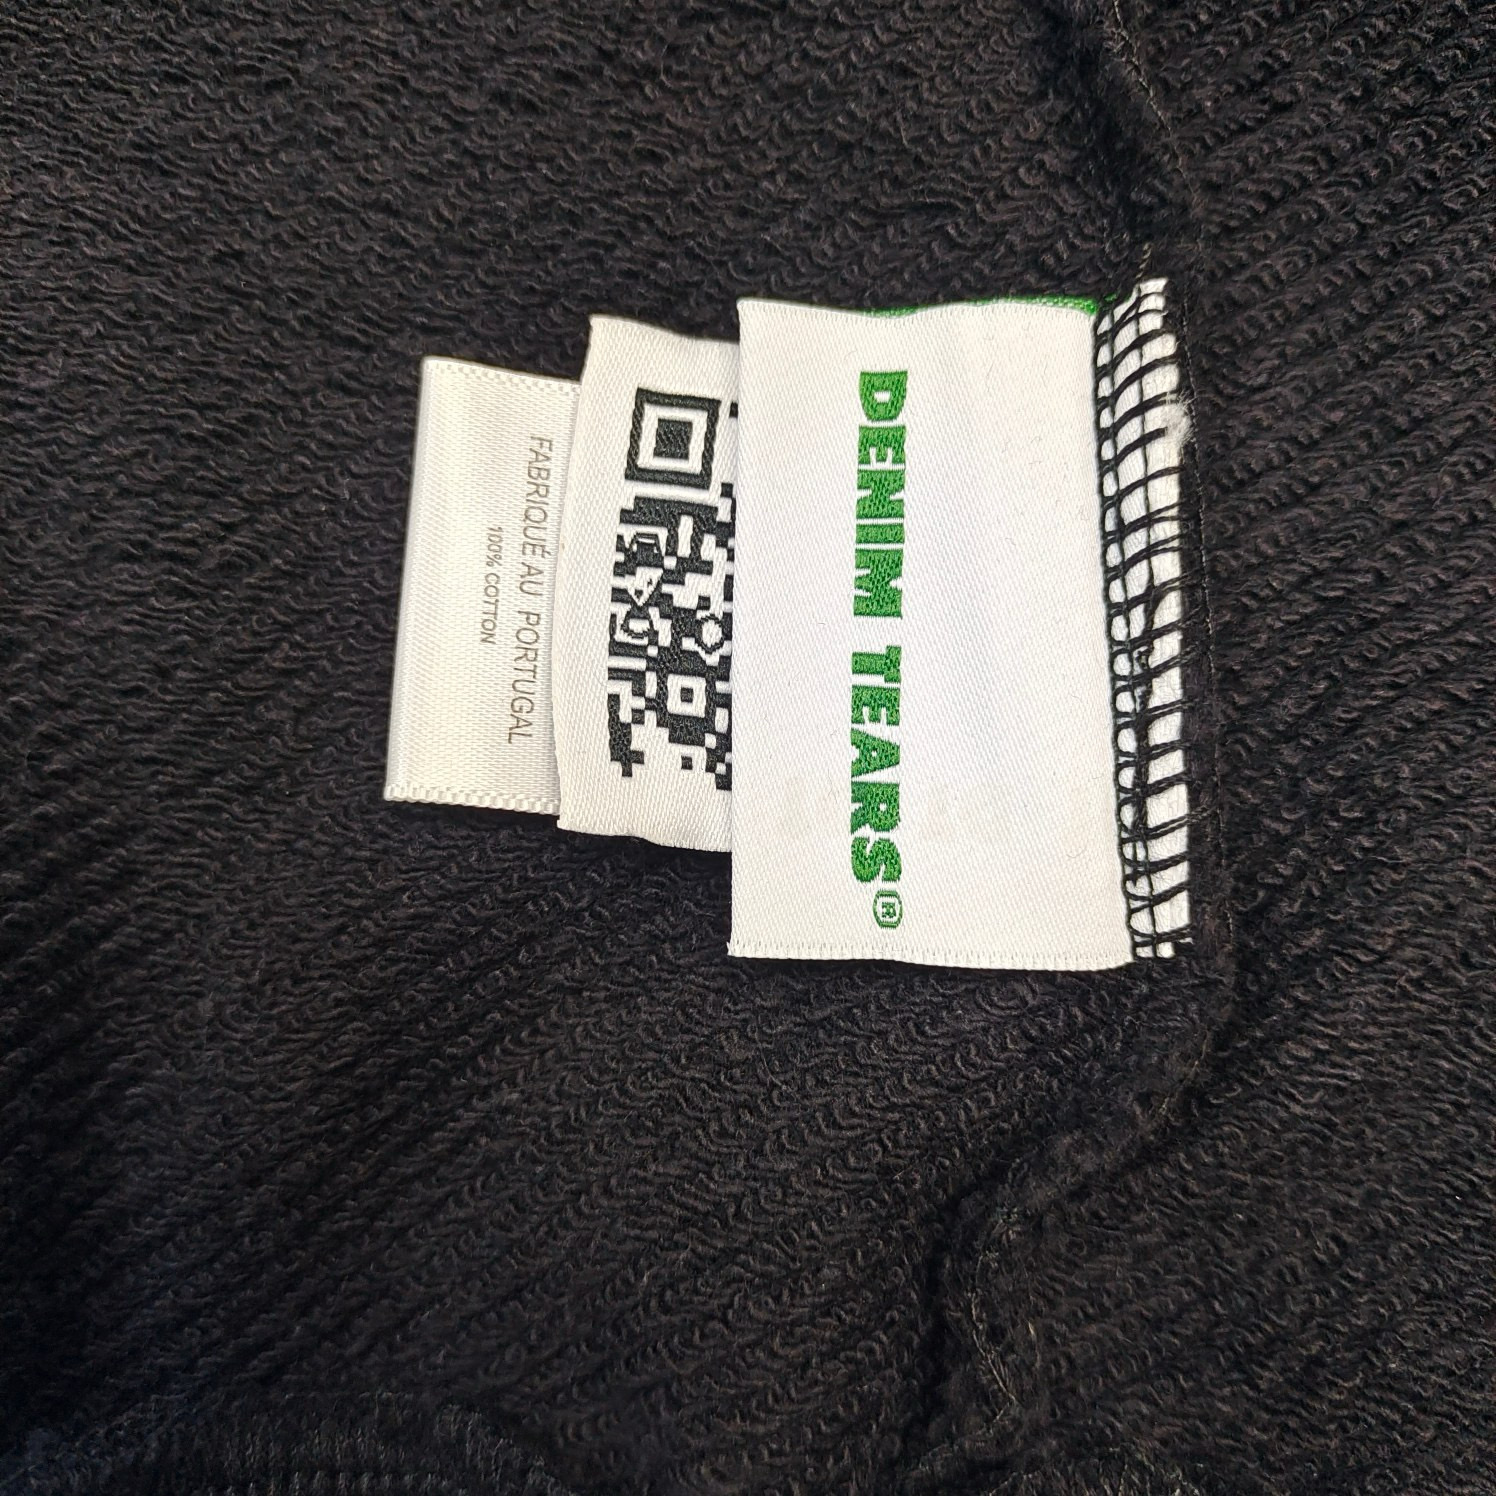 DENIM TEARS®
FABRIQUÉ AU PORTUGAL
100% COTTON